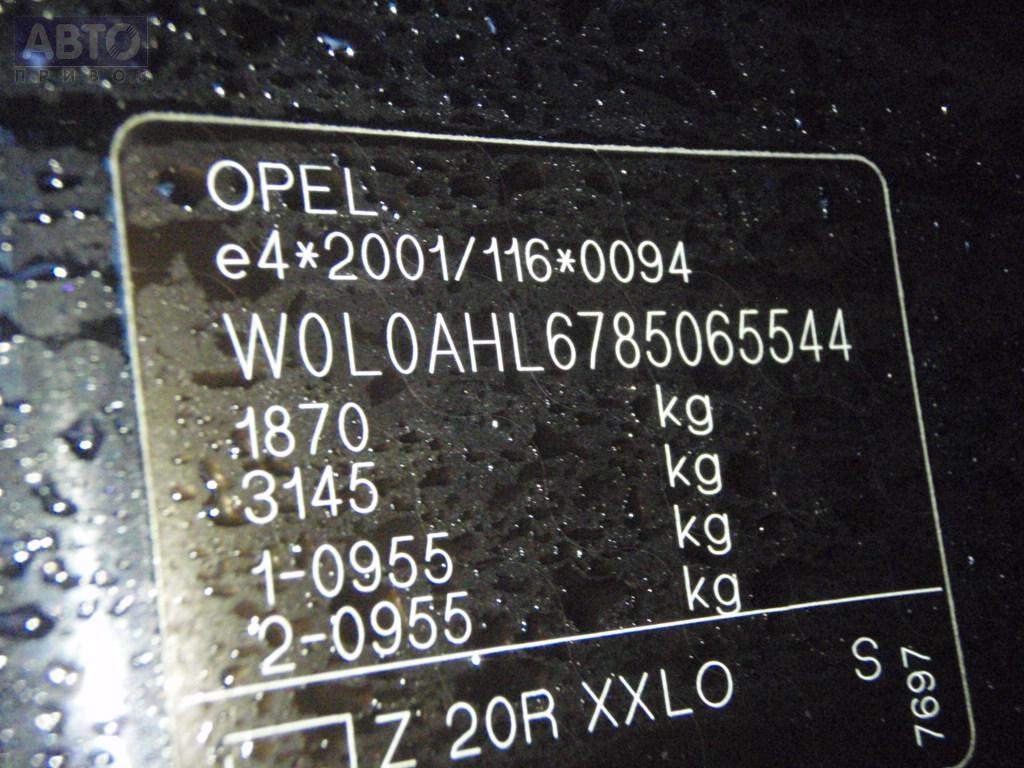 АВТО
ПРИВОЗ
OPEL
e4*2001/116*0094
W0L0AHL6785065544
1870 kg
3145 kg
1-0955 kg
2-0955 kg
Z 20R XXLO S
7697